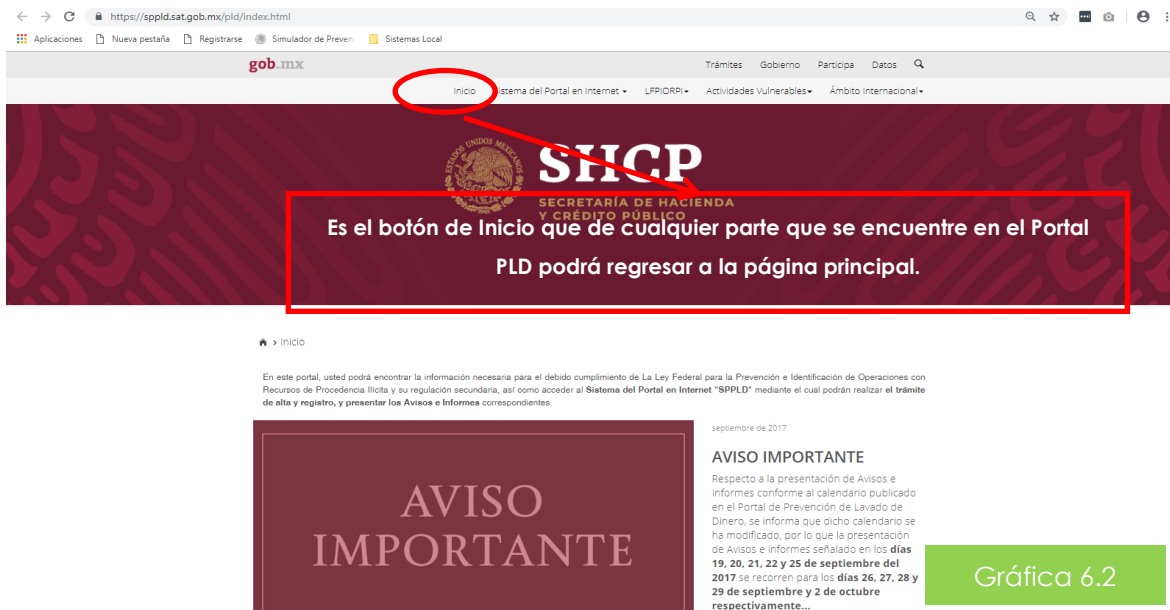 https://sppld.sat.gob.mx/pld/index.html
Aplicaciones Nueva pestaña Registrarse Simulador de Preven Sistemas Local
gob.mx Trámites Gobierno Participa Datos
Inicio istema del Portal en Internet LFPIORPI Actividades Vulnerables Ámbito Internacional
ESTADOS UNIDOS MEXICANOS
SHCP
SECRETARÍA DE HACIENDA
Y CRÉDITO PÚBLICO
Es el botón de Inicio que de cualquier parte que se encuentre en el Portal
PLD podrá regresar a la página principal.
> Inicio
En este portal, usted podrá encontrar la información necesaria para el debido cumplimiento de La Ley Federal para la Prevención e Identificación de Operaciones con
Recursos de Procedencia Ilícita y su regulación secundaria, así como acceder al Sistema del Portal en Internet "SPPLD" mediante el cual podrán realizar el trámite
de alta y registro, y presentar los Avisos e Informes correspondientes.
AVISO
IMPORTANTE
septiembre de 2017
AVISO IMPORTANTE
Respecto a la presentación de Avisos e
Informes conforme al calendario publicado
en el Portal de Prevención de Lavado de
Dinero, se informa que dicho calendario se
ha modificado, por lo que la presentación
de Avisos e Informes señalado en los días
19, 20, 21, 22 y 25 de septiembre del
2017 se recorren para los días 26, 27, 28 y
29 de septiembre y 2 de octubre
respectivamente...
Gráfica 6.2